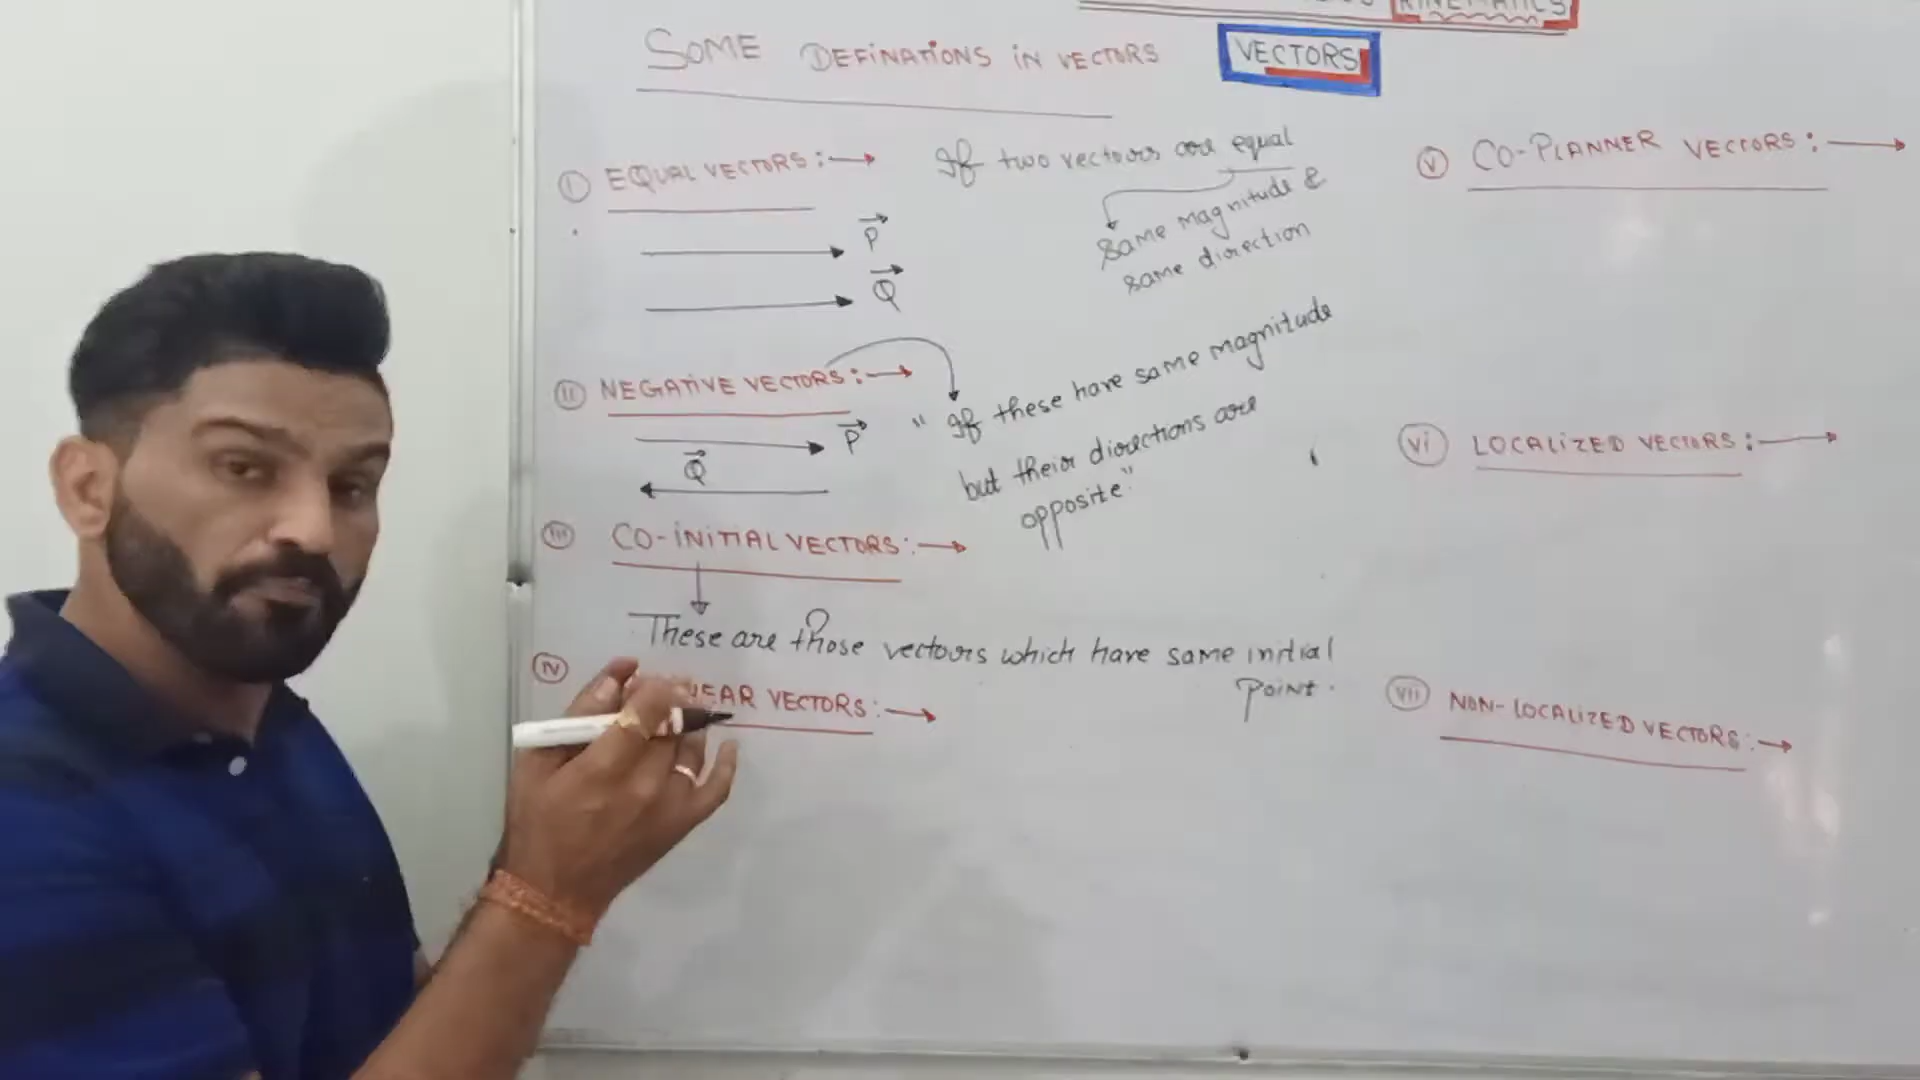 KINEMATICS
SOME DEFINATIONS IN VECTORS
VECTORS
(i) EQUAL VECTORS :→ If two vectors are equal
same magnitude &
same direction
P
Q
(ii) NEGATIVE VECTORS :→
" If these have same magnitude
but their directions are
opposite."
P
Q
(iii) CO-INITIAL VECTORS :→
These are those vectors which have same initial
Point.
(iv) NEAR VECTORS :→
(v) CO-PLANNER VECTORS :→
(vi) LOCALIZED VECTORS :→
(vii) NON-LOCALIZED VECTORS :→